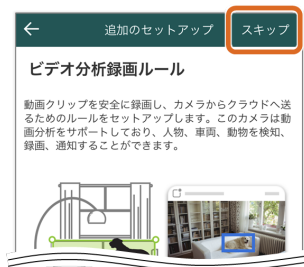 追加のセットアップ スキップ
ビデオ分析録画ルール
動画クリップを安全に録画し、カメラからクラウドへ送
るためのルールをセットアップします。このカメラは動
画分析をサポートしており、人物、車両、動物を検知、
録画、通知することができます。